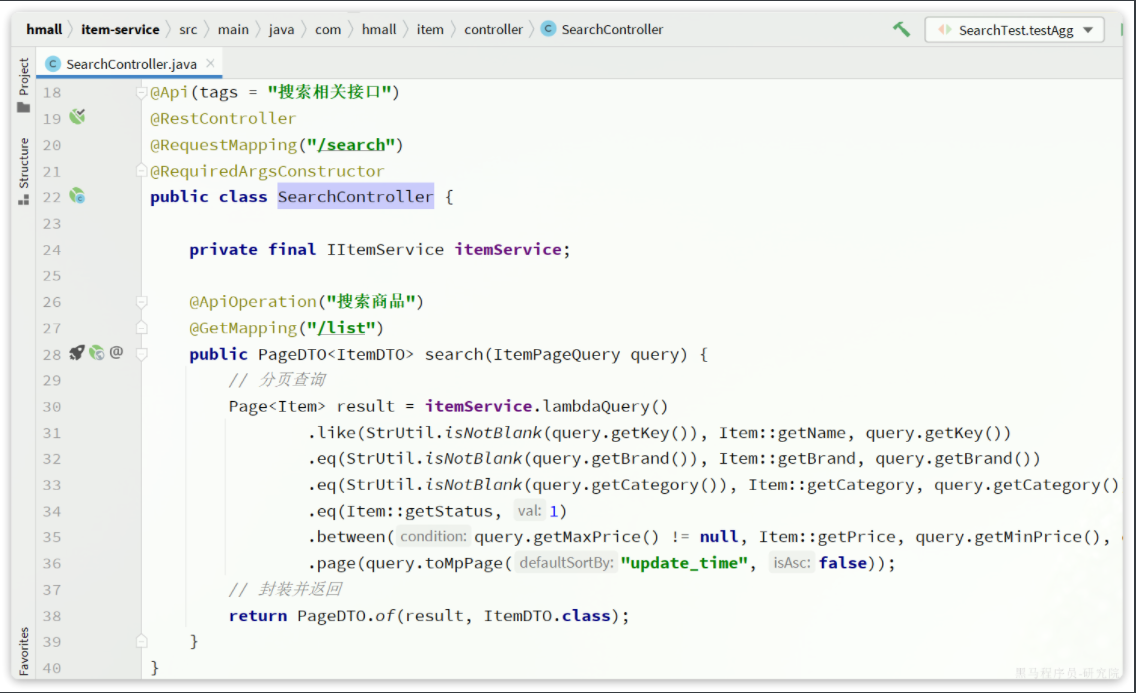 hmall item-service src main java com hmall item controller SearchController SearchTest.testAgg
SearchController.java
Project
Structure
Favorites
18 @Api(tags = "搜索相关接口")
19 @RestController
20 @RequestMapping("/search")
21 @RequiredArgsConstructor
22 public class SearchController {
23
24 private final IItemService itemService;
25
26 @ApiOperation("搜索商品")
27 @GetMapping("/list")
28 public PageDTO<ItemDTO> search(ItemPageQuery query) {
29 // 分页查询
30 Page<Item> result = itemService.lambdaQuery()
31 .like(StrUtil.isNotBlank(query.getKey()), Item::getName, query.getKey())
32 .eq(StrUtil.isNotBlank(query.getBrand()), Item::getBrand, query.getBrand())
33 .eq(StrUtil.isNotBlank(query.getCategory()), Item::getCategory, query.getCategory()
34 .eq(Item::getStatus, val: 1)
35 .between( condition: query.getMaxPrice() != null, Item::getPrice, query.getMinPrice(),
36 .page(query.toMpPage( defaultSortBy: "update_time", isAsc: false));
37 // 封装并返回
38 return PageDTO.of(result, ItemDTO.class);
39 }
40 }
黑马程序员-研究院